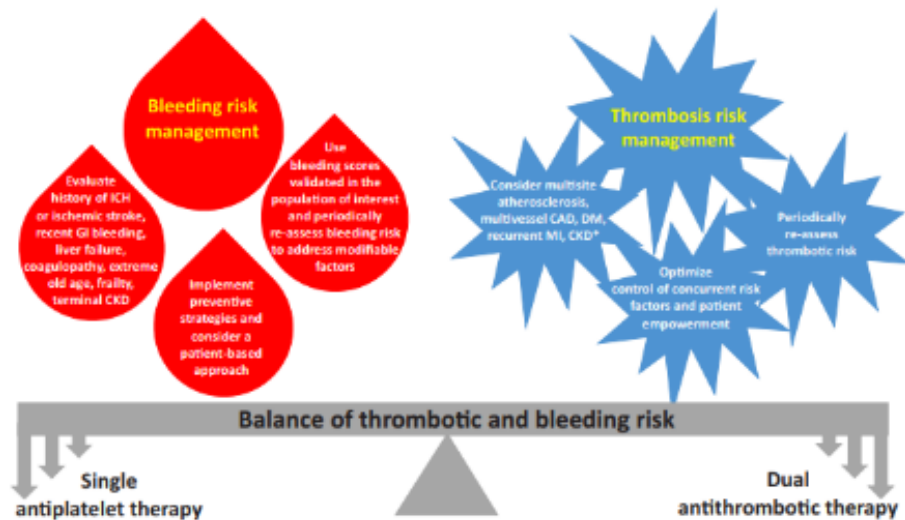 Bleeding risk
management
Evaluate
history of ICH
or ischemic stroke,
recent GI bleeding,
liver failure,
coagulopathy, extreme
old age, frailty,
terminal CKD
Use
bleeding scores
validated in the
population of interest
and periodically
re-assess bleeding risk
to address modifiable
factors
Implement
preventive
strategies and
consider a
patient-based
approach
Thrombosis risk
management
Consider multisite
atherosclerosis,
multivessel CAD, DM,
recurrent MI, CKD*
Periodically
re-assess
thrombotic risk
Optimize
control of concurrent risk
factors and patient
empowerment
Balance of thrombotic and bleeding risk
Single
antiplatelet therapy
Dual
antithrombotic therapy